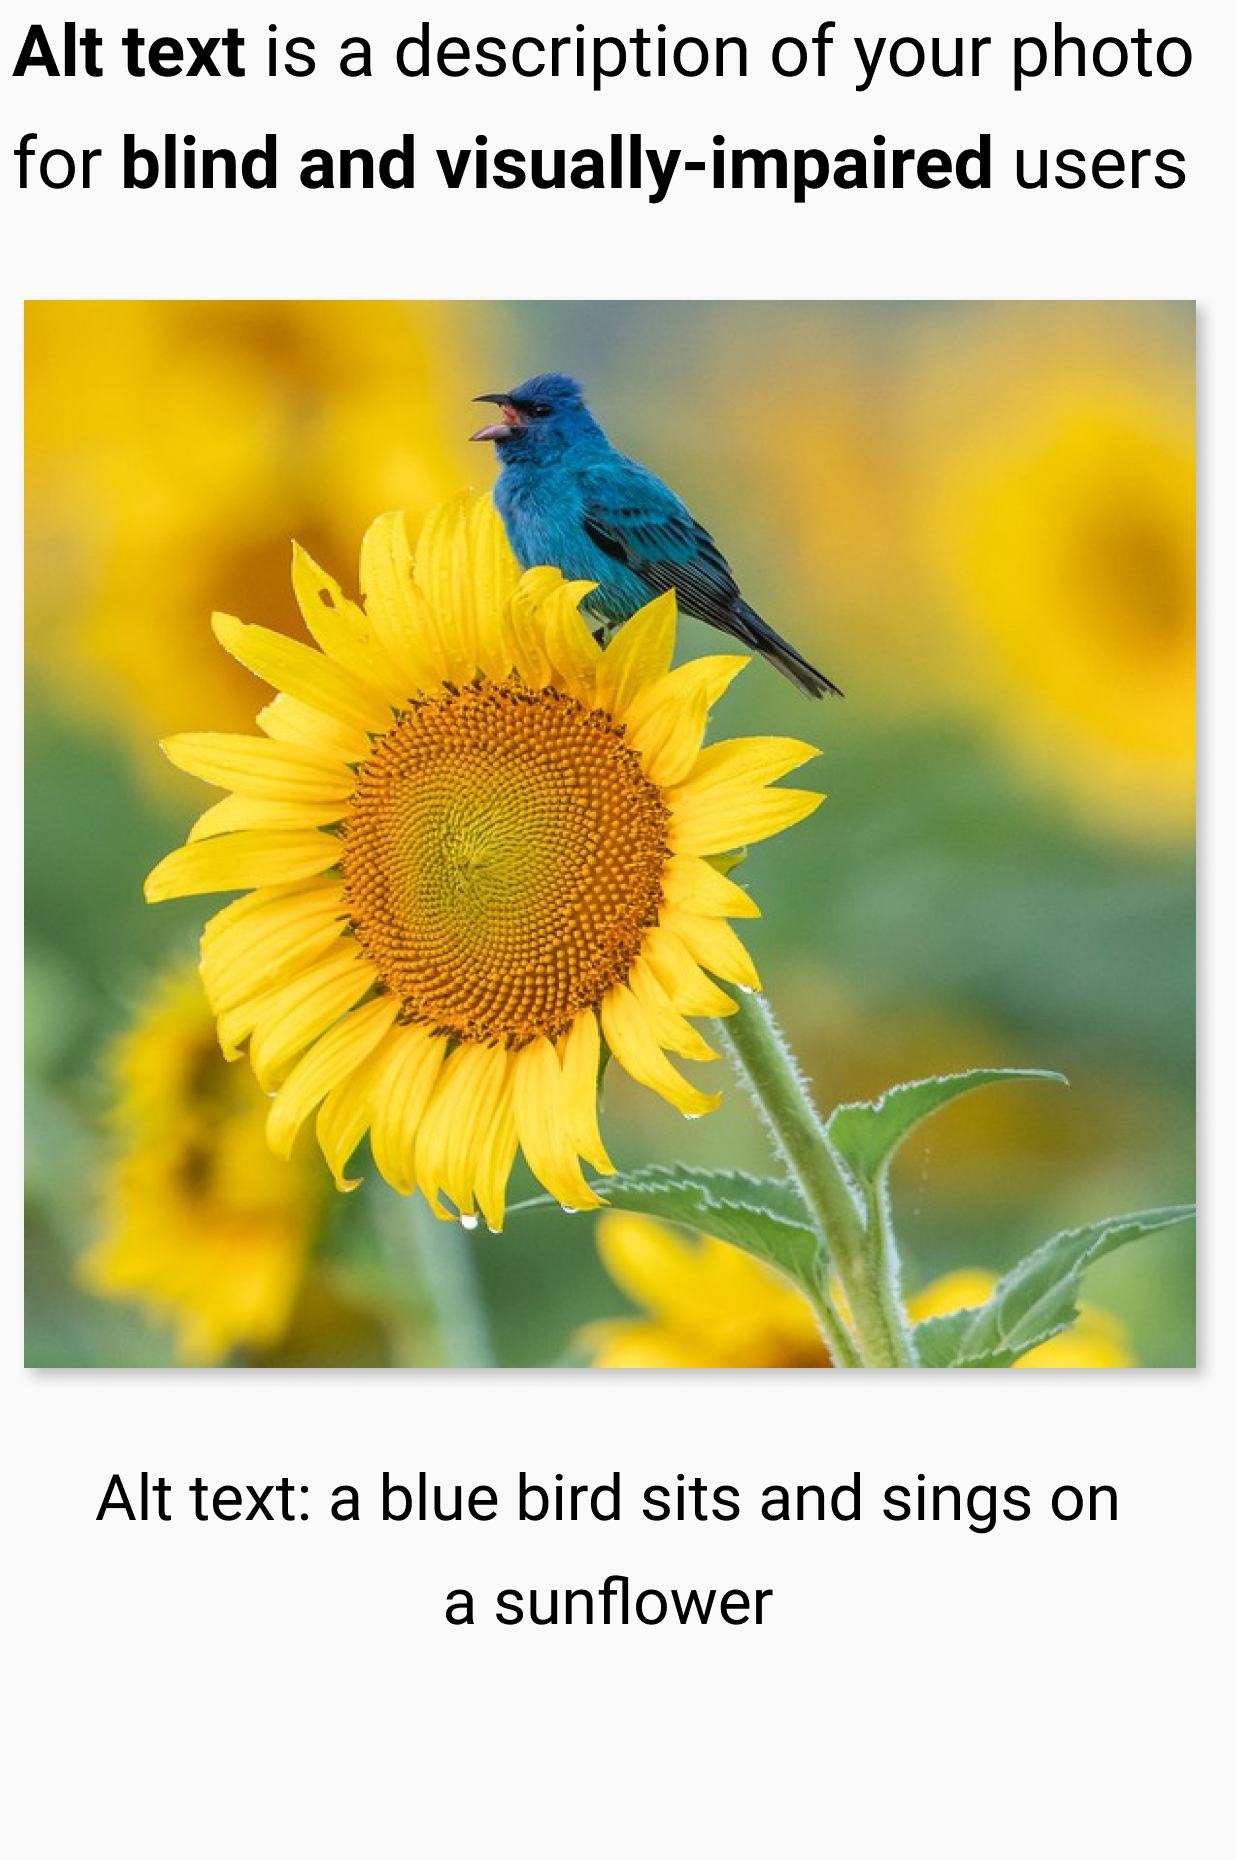 Alt text is a description of your photo
for blind and visually-impaired users
Alt text: a blue bird sits and sings on
a sunflower